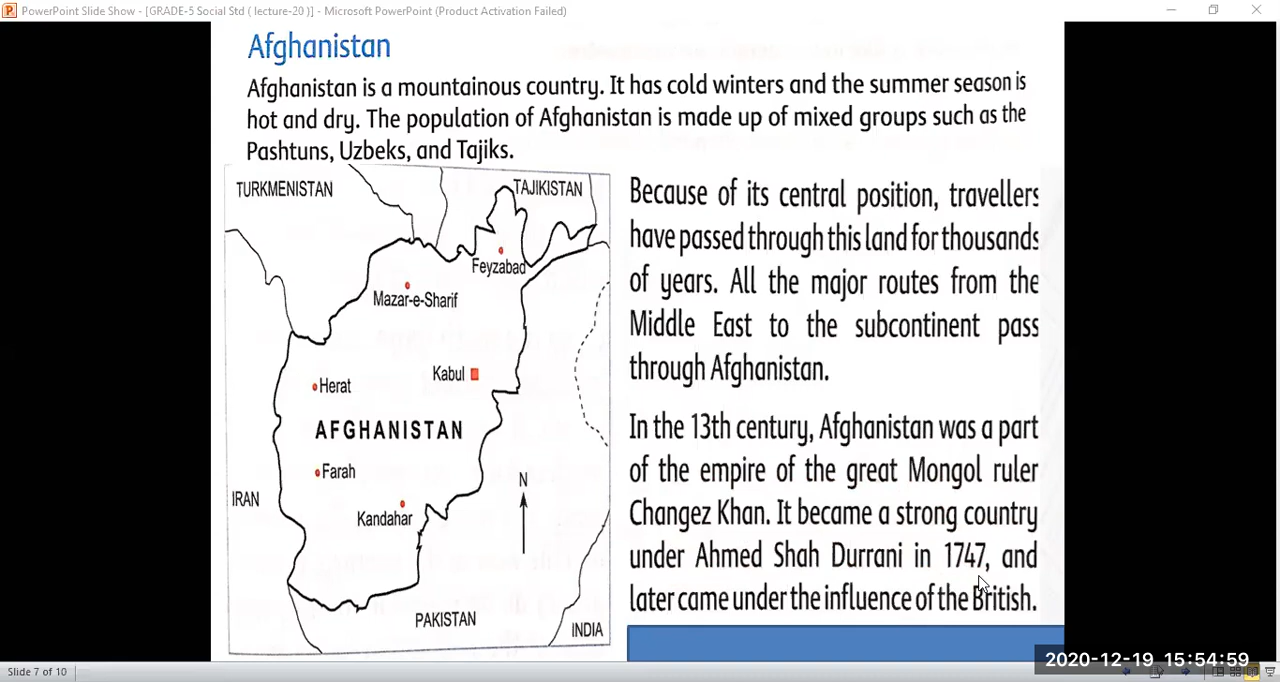 PowerPoint Slide Show - [GRADE-5 Social Std ( lecture-20 )] - Microsoft PowerPoint (Product Activation Failed)
Afghanistan
Afghanistan is a mountainous country. It has cold winters and the summer season is
hot and dry. The population of Afghanistan is made up of mixed groups such as the
Pashtuns, Uzbeks, and Tajiks.
TURKMENISTAN
TAJIKISTAN
Feyzabad
Mazar-e-Sharif
Kabul
Herat
AFGHANISTAN
Farah
N
IRAN
Kandahar
PAKISTAN
INDIA
Because of its central position, travellers
have passed through this land for thousands
of years. All the major routes from the
Middle East to the subcontinent pass
through Afghanistan.
In the 13th century, Afghanistan was a part
of the empire of the great Mongol ruler
Changez Khan. It became a strong country
under Ahmed Shah Durrani in 1747, and
later came under the influence of the British.
2020-12-19 15:54:59
Slide 7 of 10